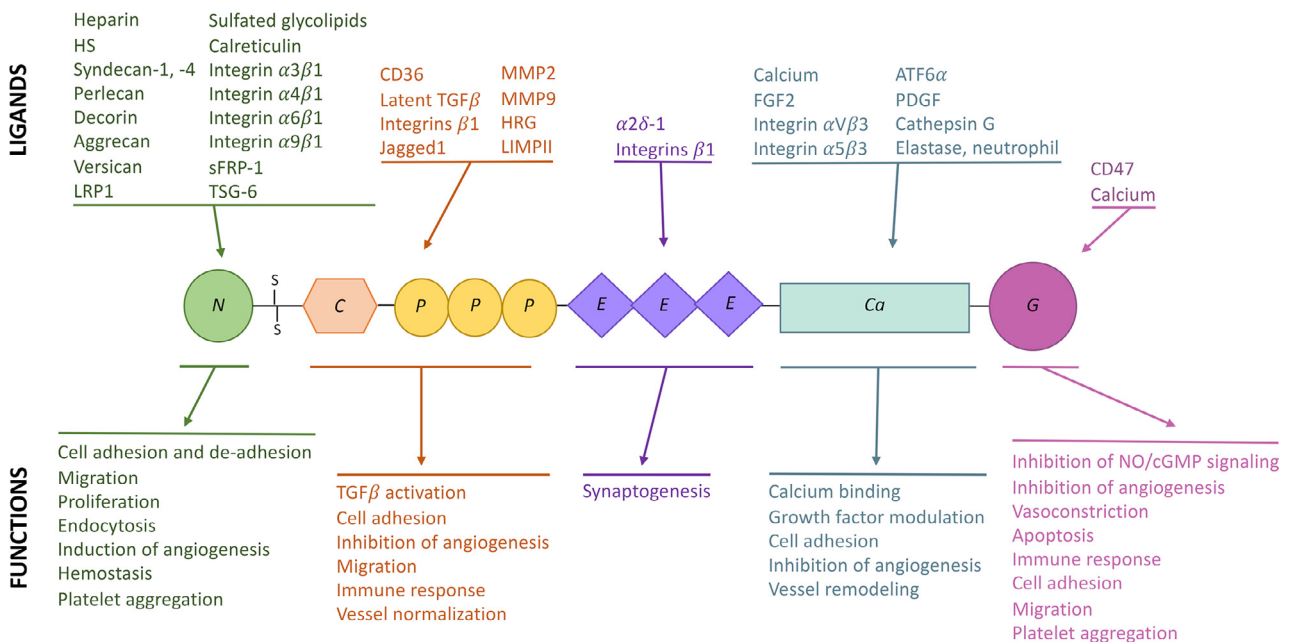 LIGANDS
Heparin
HS
Syndecan-1, -4
Perlecan
Decorin
Aggrecan
Versican
LRP1
Sulfated glycolipids
Calreticulin
Integrin α3β1
Integrin α4β1
Integrin α6β1
Integrin α9β1
sFRP-1
TSG-6
CD36
Latent TGFβ
Integrins β1
Jagged1
MMP2
MMP9
HRG
LIMPII
α2δ-1
Integrins β1
Calcium
FGF2
Integrin αVβ3
Integrin α5β3
ATF6α
PDGF
Cathepsin G
Elastase, neutrophil
CD47
Calcium
N
S
S
C
P
P
P
E
E
E
Ca
G
FUNCTIONS
Cell adhesion and de-adhesion
Migration
Proliferation
Endocytosis
Induction of angiogenesis
Hemostasis
Platelet aggregation
TGFβ activation
Cell adhesion
Inhibition of angiogenesis
Migration
Immune response
Vessel normalization
Synaptogenesis
Calcium binding
Growth factor modulation
Cell adhesion
Inhibition of angiogenesis
Vessel remodeling
Inhibition of NO/cGMP signaling
Inhibition of angiogenesis
Vasoconstriction
Apoptosis
Immune response
Cell adhesion
Migration
Platelet aggregation